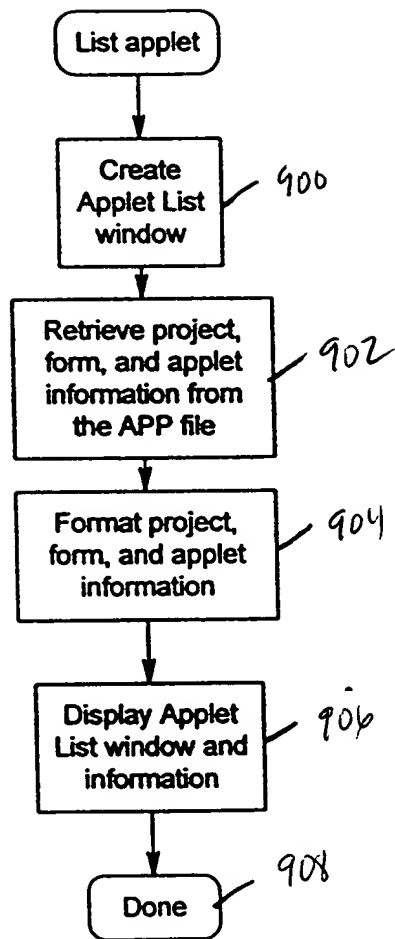 List applet
Create
Applet List
window
900
Retrieve project,
form, and applet
information from
the APP file
902
Format project,
form, and applet
information
904
Display Applet
List window and
information
906
Done
908